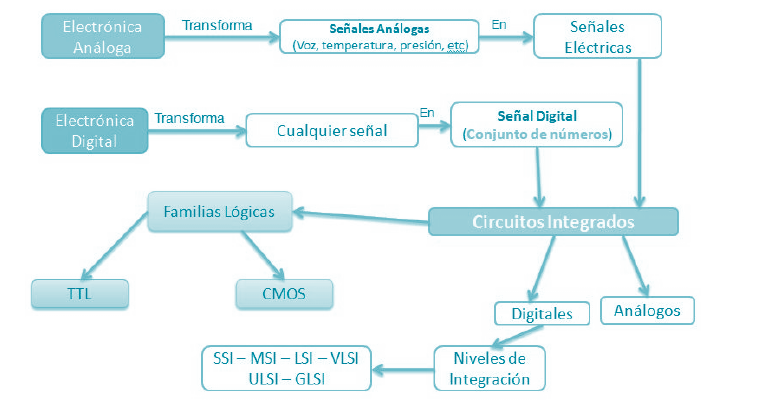 Electrónica
Análoga
Transforma
Señales Análogas
(Voz, temperatura, presión, etc)
En
Señales
Eléctricas
Electrónica
Digital
Transforma
Cualquier señal
En
Señal Digital
(Conjunto de números)
Familias Lógicas
Circuitos Integrados
TTL
CMOS
Digitales
Análogos
SSI – MSI – LSI – VLSI
ULSI – GLSI
Niveles de
Integración